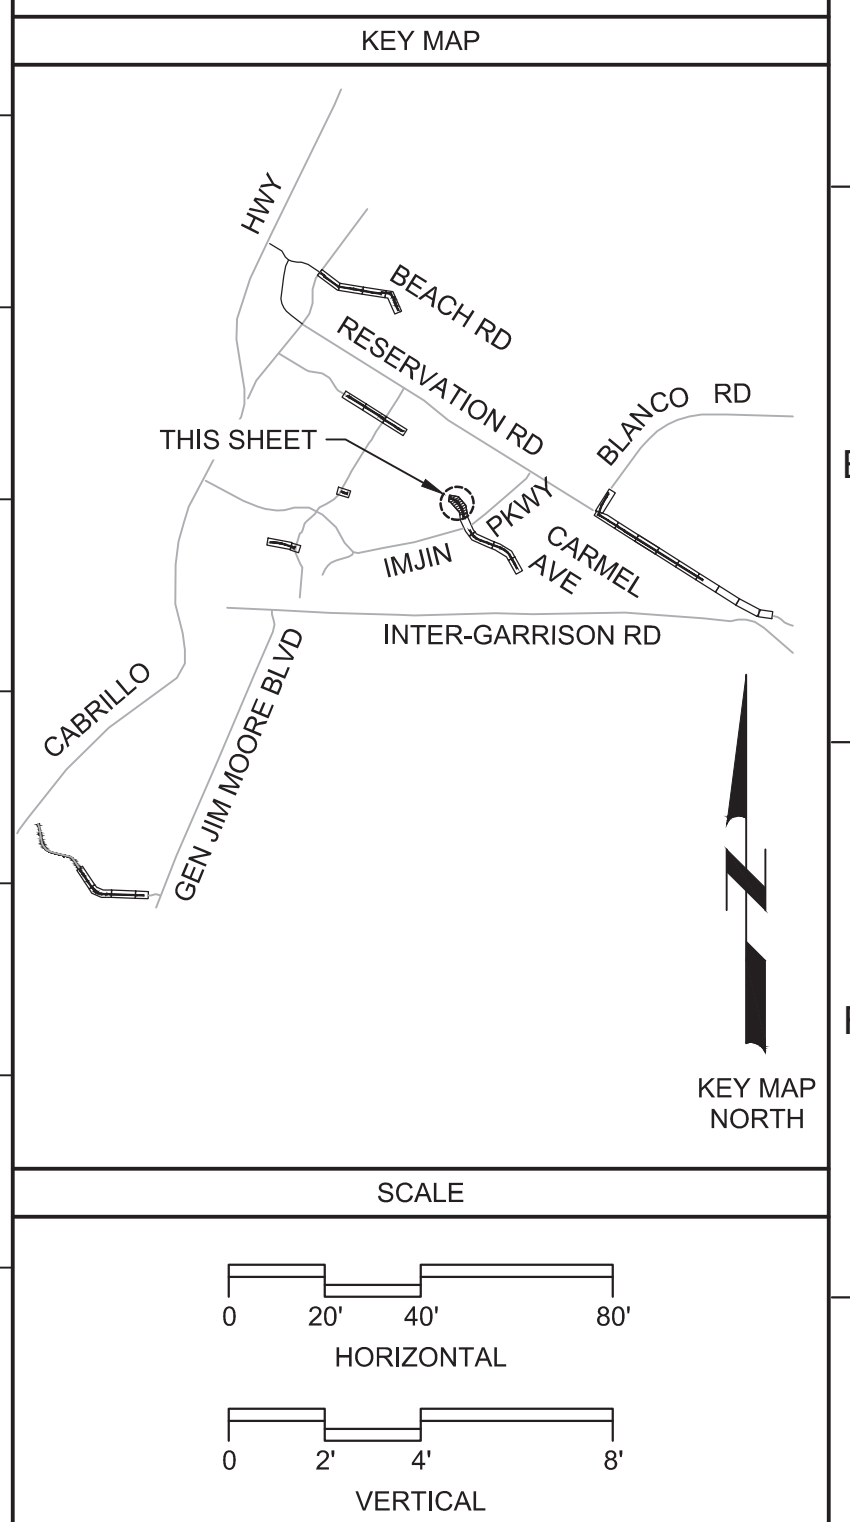 KEY MAP
HWY
BEACH RD
RESERVATION RD
BLANCO RD
THIS SHEET
IMJIN PKWY
CARMEL
AVE
INTER-GARRISON RD
CABRILLO
GEN JIM MOORE BLVD
KEY MAP
NORTH
SCALE
0 20' 40' 80'
HORIZONTAL
0 2' 4' 8'
VERTICAL